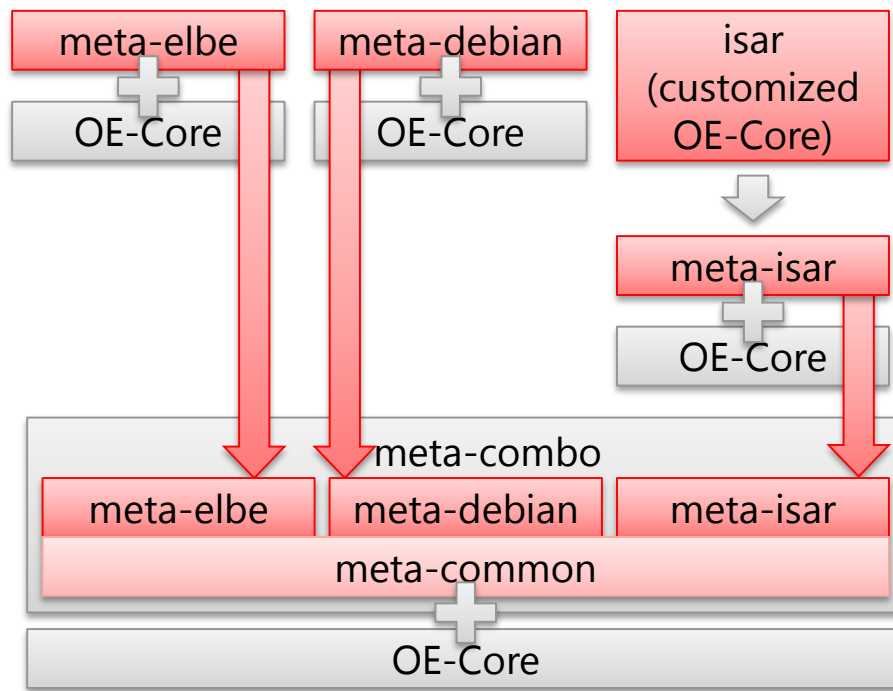 meta-elbe
OE-Core
meta-debian
OE-Core
isar
(customized
OE-Core)
meta-isar
OE-Core
meta-combo
meta-elbe
meta-debian
meta-isar
meta-common
OE-Core